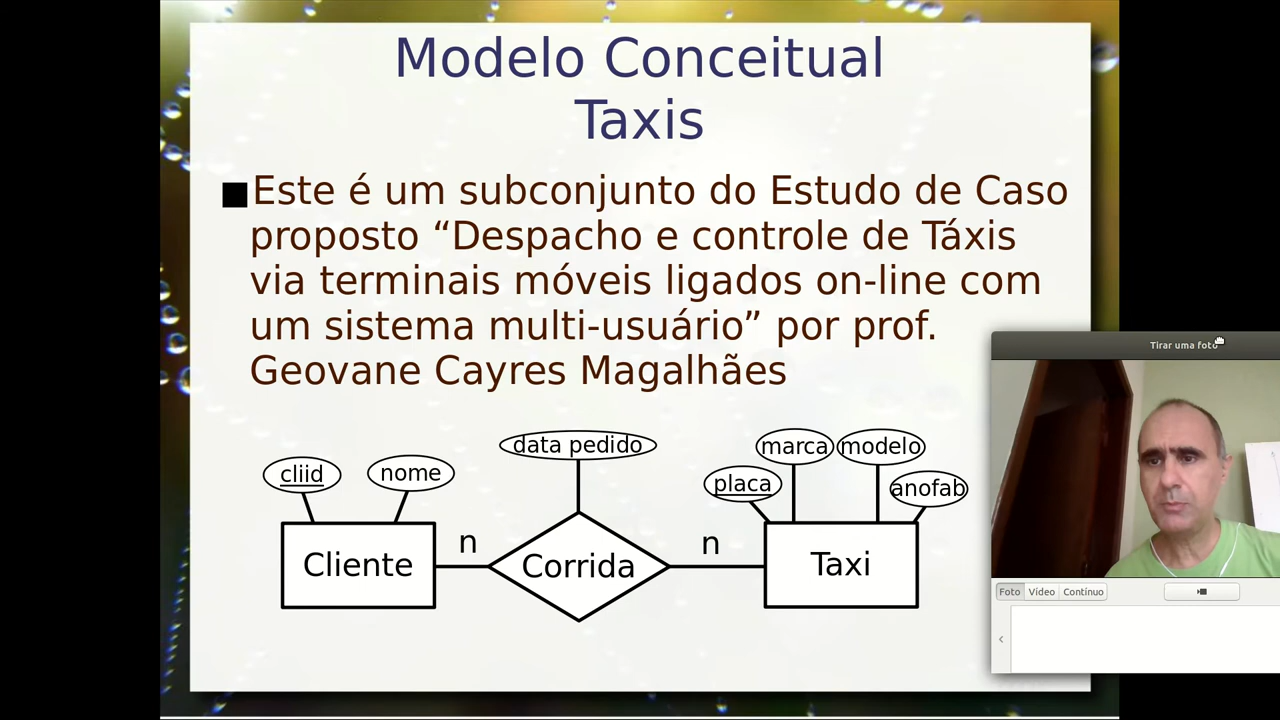 Modelo Conceitual
Taxis
Este é um subconjunto do Estudo de Caso
proposto “Despacho e controle de Táxis
via terminais móveis ligados on-line com
um sistema multi-usuário” por prof.
Geovane Cayres Magalhães
Tirar uma foto
data pedido
marca
modelo
cliid
nome
placa
anofab
n
n
Cliente
Corrida
Taxi
Foto
Vídeo
Contínuo